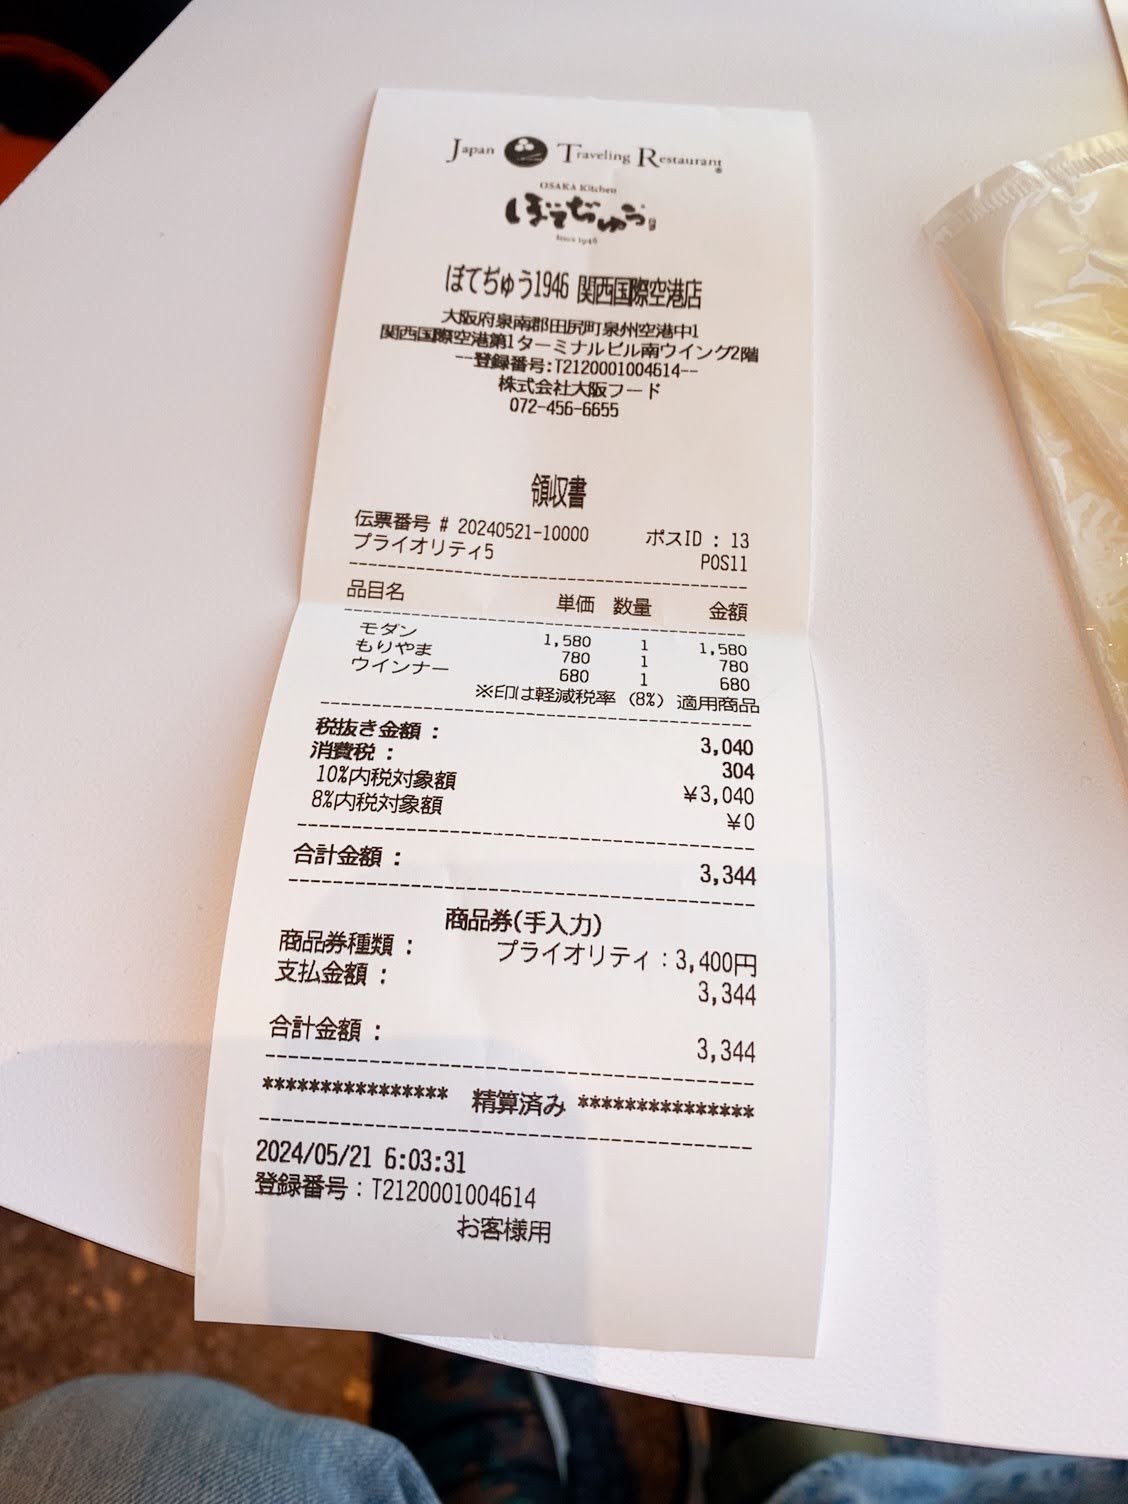 Japan Traveling Restaurant
OSAKA Kitchen
ぼてぢゅう
Since 1946
ぼてぢゅう1946 関西国際空港店
大阪府泉南郡田尻町泉州空港中1
関西国際空港第1ターミナルビル南ウイング2階
--登録番号:T2120001004614--
株式会社大阪フード
072-456-6655
領収書
伝票番号 # 20240521-10000 ポスID : 13
プライオリティ5 POS11
品目名 単価 数量 金額
モダン 1,580 1 1,580
もりやま 780 1 780
ウインナー 680 1 680
※印は軽減税率 (8%) 適用商品
税抜き金額 : 3,040
消費税 : 304
10%内税対象額 ¥3,040
8%内税対象額 ¥0
合計金額 : 3,344
商品券(手入力)
商品券種類 : プライオリティ:3,400円
支払金額 : 3,344
合計金額 : 3,344
**************** 精算済み ***************
2024/05/21 6:03:31
登録番号:T2120001004614
お客様用